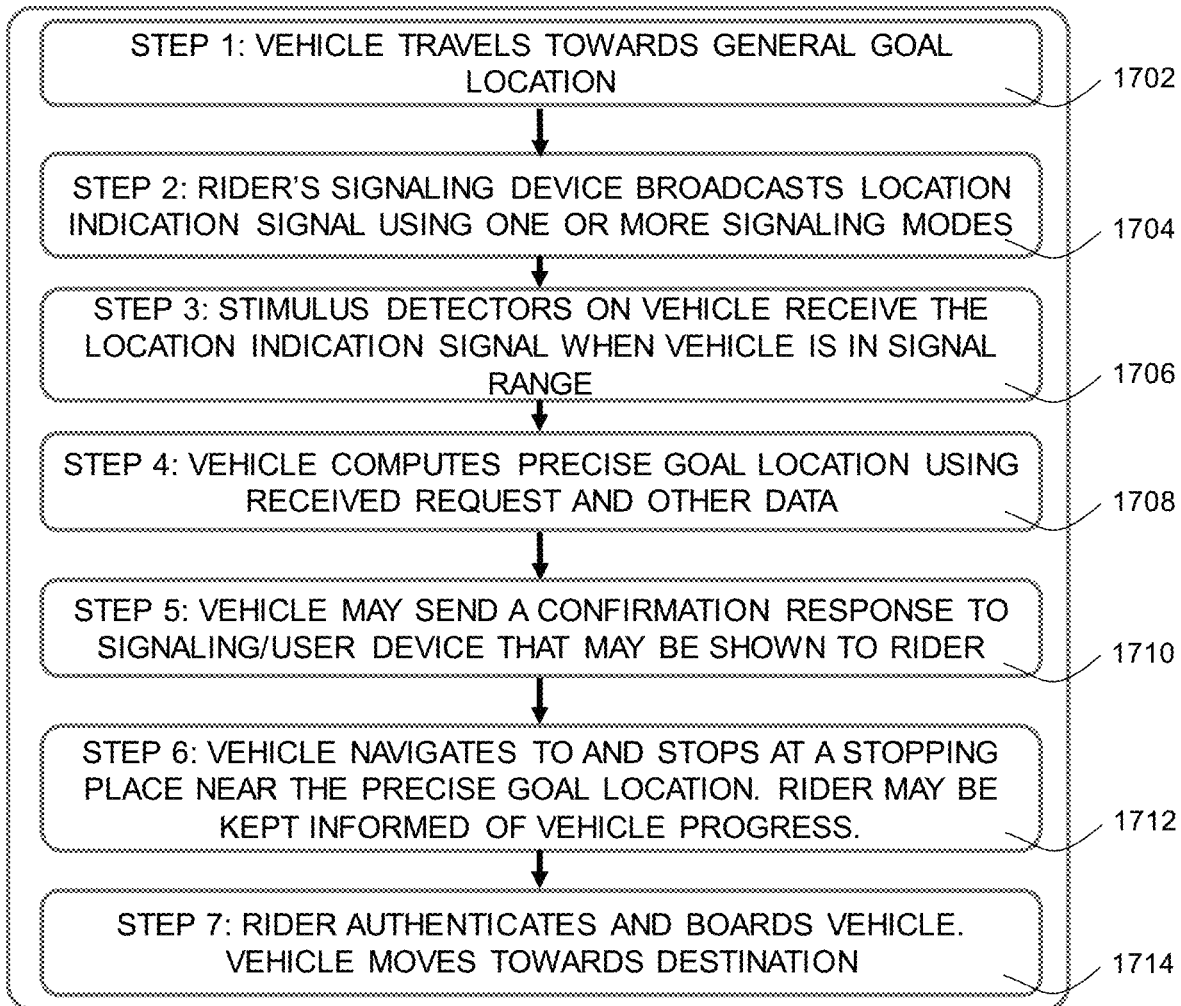 STEP 1: VEHICLE TRAVELS TOWARDS GENERAL GOAL
LOCATION
1702
STEP 2: RIDER'S SIGNALING DEVICE BROADCASTS LOCATION
INDICATION SIGNAL USING ONE OR MORE SIGNALING MODES
1704
STEP 3: STIMULUS DETECTORS ON VEHICLE RECEIVE THE
LOCATION INDICATION SIGNAL WHEN VEHICLE IS IN SIGNAL
RANGE
1706
STEP 4: VEHICLE COMPUTES PRECISE GOAL LOCATION USING
RECEIVED REQUEST AND OTHER DATA
1708
STEP 5: VEHICLE MAY SEND A CONFIRMATION RESPONSE TO
SIGNALING/USER DEVICE THAT MAY BE SHOWN TO RIDER
1710
STEP 6: VEHICLE NAVIGATES TO AND STOPS AT A STOPPING
PLACE NEAR THE PRECISE GOAL LOCATION. RIDER MAY BE
KEPT INFORMED OF VEHICLE PROGRESS.
1712
STEP 7: RIDER AUTHENTICATES AND BOARDS VEHICLE.
VEHICLE MOVES TOWARDS DESTINATION
1714